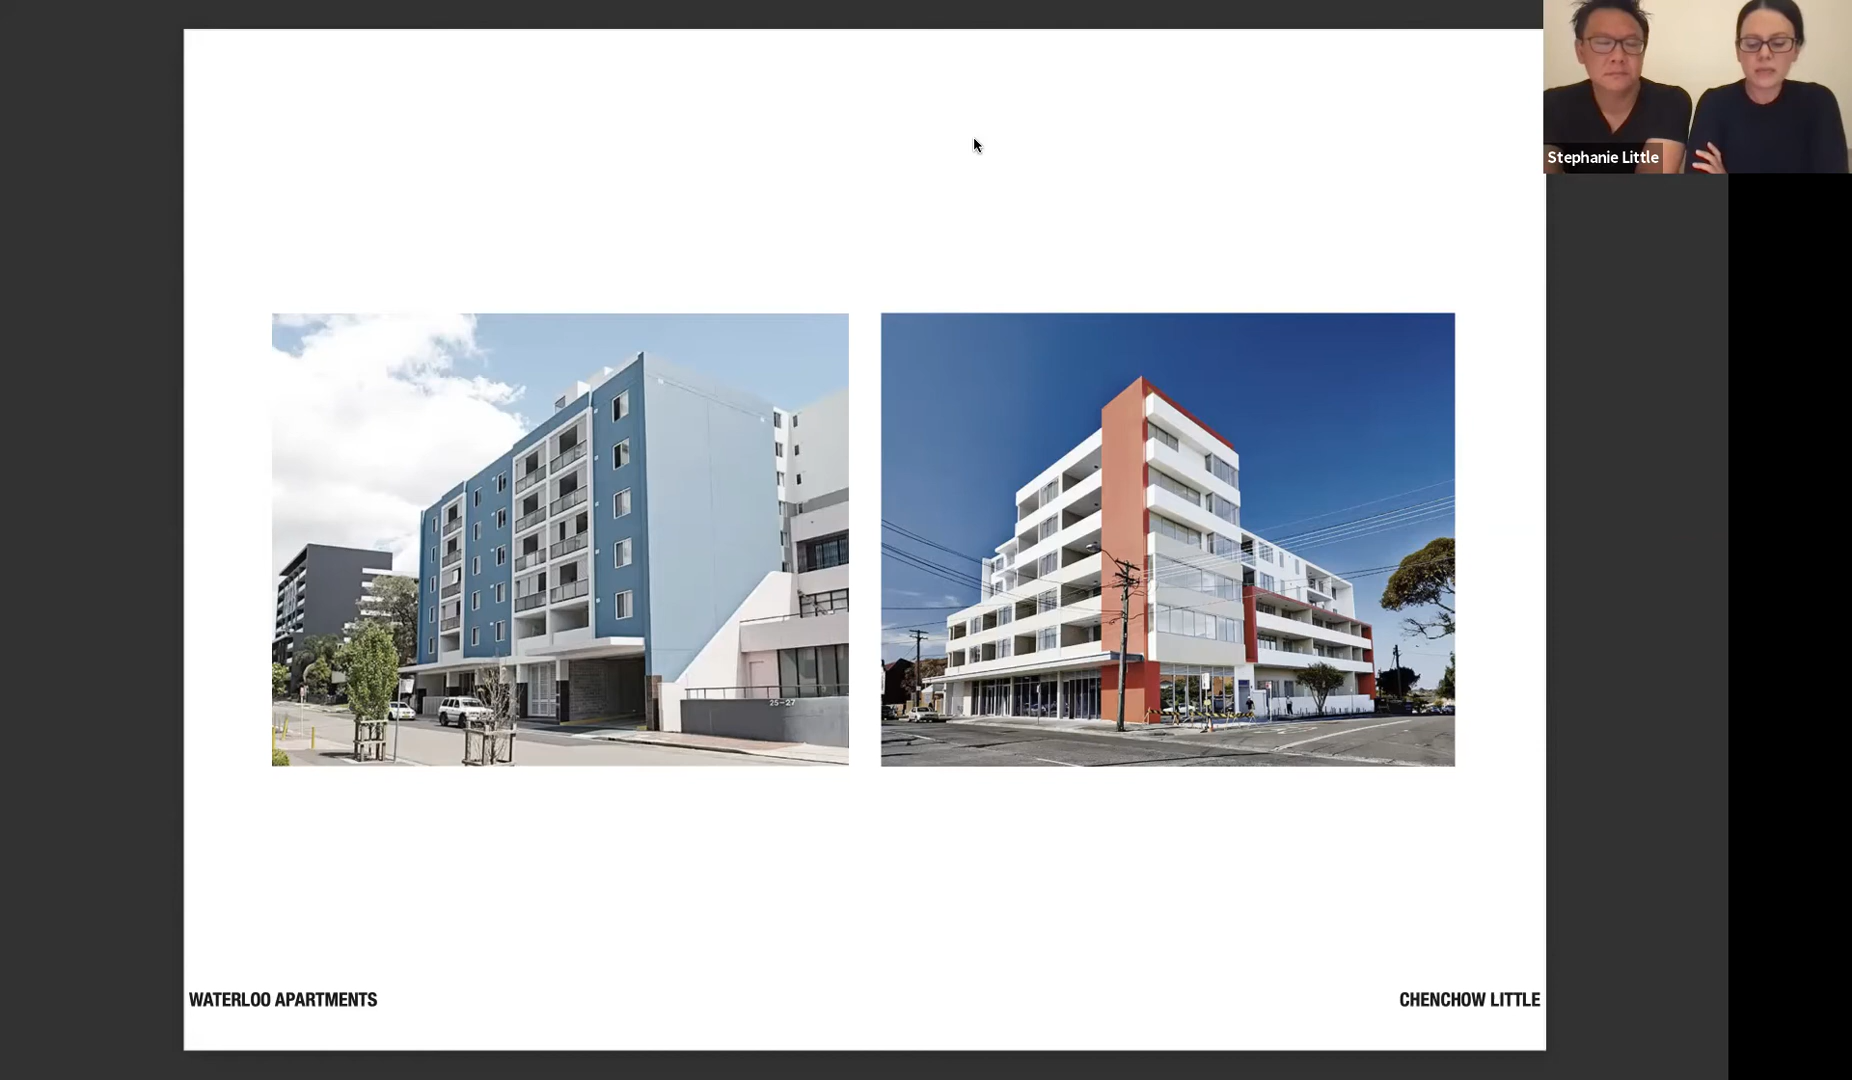 Stephanie Little
25-27
WATERLOO APARTMENTS
CHENCHOW LITTLE